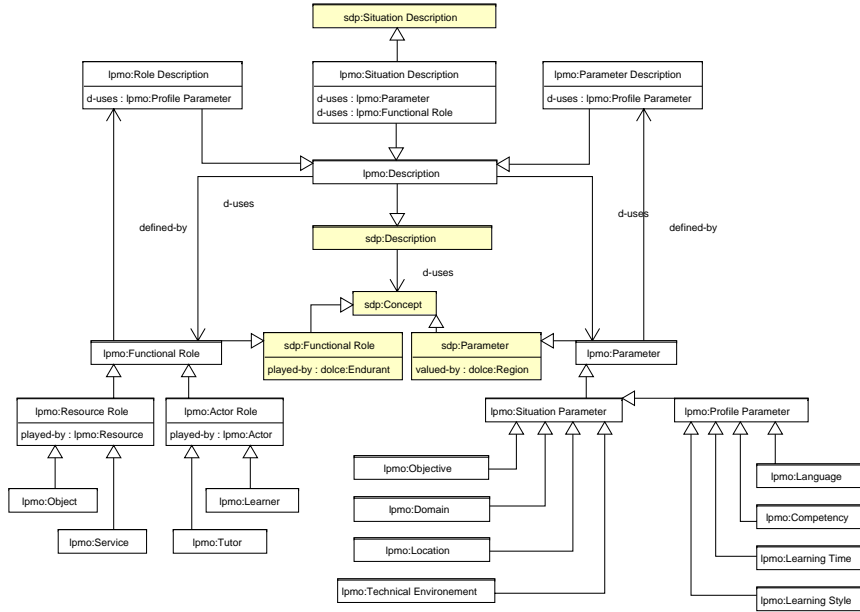 sdp:Situation Description
lpmo:Role Description
d-uses : lpmo:Profile Parameter
lpmo:Situation Description
d-uses : lpmo:Parameter
d-uses : lpmo:Functional Role
lpmo:Parameter Description
d-uses : lpmo:Profile Parameter
lpmo:Description
d-uses
d-uses
defined-by
defined-by
sdp:Description
d-uses
sdp:Concept
lpmo:Functional Role
sdp:Functional Role
played-by : dolce:Endurant
sdp:Parameter
valued-by : dolce:Region
lpmo:Parameter
lpmo:Resource Role
played-by : lpmo:Resource
lpmo:Actor Role
played-by : lpmo:Actor
lpmo:Situation Parameter
lpmo:Profile Parameter
lpmo:Objective
lpmo:Language
lpmo:Object
lpmo:Learner
lpmo:Domain
lpmo:Competency
lpmo:Service
lpmo:Tutor
lpmo:Location
lpmo:Learning Time
lpmo:Technical Environement
lpmo:Learning Style